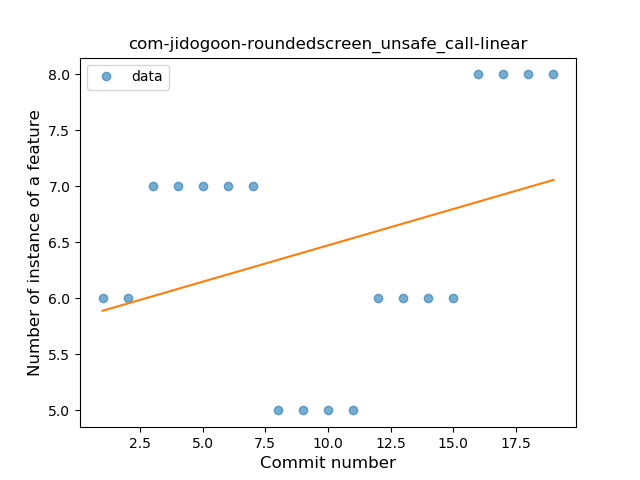 com-jidogoon-roundedscreen_unsafe_call-linear
data
Number of instance of a feature
8.0
7.5
7.0
6.5
6.0
5.5
5.0
2.5 5.0 7.5 10.0 12.5 15.0 17.5
Commit number